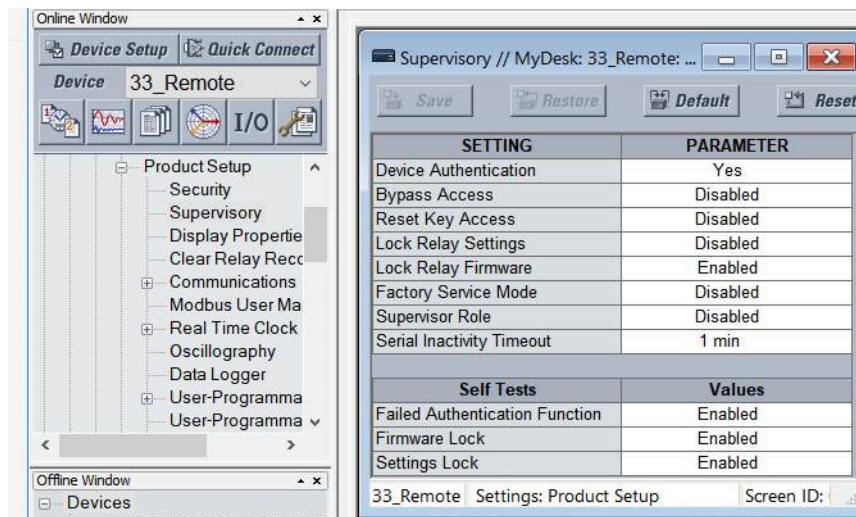 Online Window
Device Setup Quick Connect
Device 33_Remote
I/O
Product Setup
Security
Supervisory
Display Propertie
Clear Relay Reco
Communications
Modbus User Ma
Real Time Clock
Oscillography
Data Logger
User-Programma
User-Programma
Offline Window
Devices
Supervisory // MyDesk: 33_Remote: ...
Save Restore Default Reset
SETTING PARAMETER
Device Authentication Yes
Bypass Access Disabled
Reset Key Access Disabled
Lock Relay Settings Disabled
Lock Relay Firmware Enabled
Factory Service Mode Disabled
Supervisor Role Disabled
Serial Inactivity Timeout 1 min
Self Tests Values
Failed Authentication Function Enabled
Firmware Lock Enabled
Settings Lock Enabled
33_Remote Settings: Product Setup Screen ID: